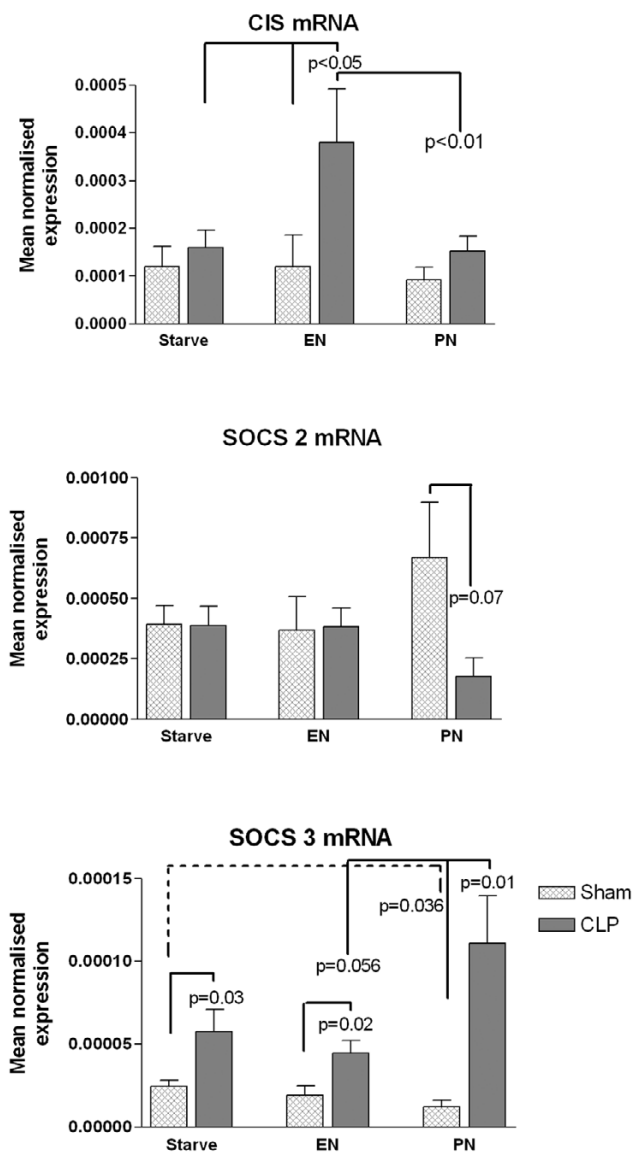 CIS mRNA
p<0.05
p<0.01
Mean normalised
expression
0.0005
0.0004
0.0003
0.0002
0.0001
0.0000
Starve EN PN
SOCS 2 mRNA
p=0.07
Mean normalised
expression
0.00100
0.00075
0.00050
0.00025
0.00000
Starve EN PN
SOCS 3 mRNA
p=0.01
p=0.036
p=0.056
p=0.03
p=0.02
Sham
CLP
Mean normalised
expression
0.00015
0.00010
0.00005
0.00000
Starve EN PN